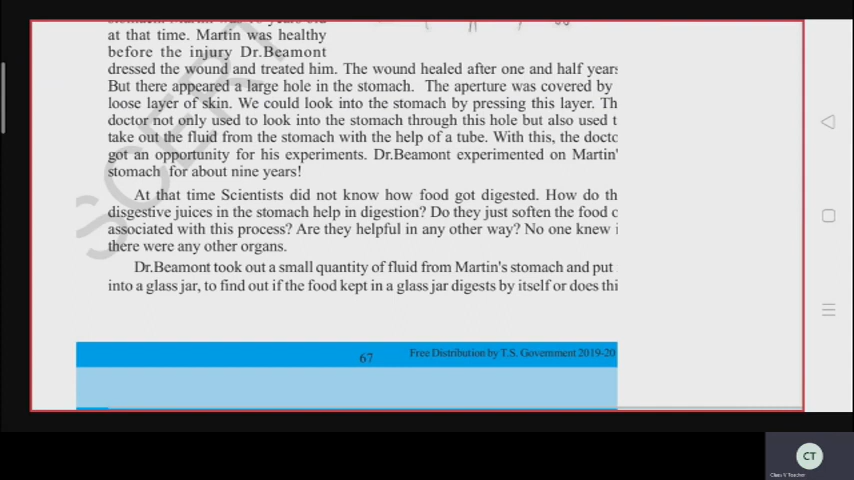 at that time. Martin was healthy
before the injury Dr.Beamont
dressed the wound and treated him. The wound healed after one and half years
But there appeared a large hole in the stomach. The aperture was covered by
loose layer of skin. We could look into the stomach by pressing this layer. Th
doctor not only used to look into the stomach through this hole but also used t
take out the fluid from the stomach with the help of a tube. With this, the docto
got an opportunity for his experiments. Dr.Beamont experimented on Martin'
stomach for about nine years!
At that time Scientists did not know how food got digested. How do th
disgestive juices in the stomach help in digestion? Do they just soften the food o
associated with this process? Are they helpful in any other way? No one knew i
there were any other organs.
Dr.Beamont took out a small quantity of fluid from Martin's stomach and put
into a glass jar, to find out if the food kept in a glass jar digests by itself or does thi
67 Free Distribution by T.S. Government 2019-20
SCERT
CT
Class V Teacher